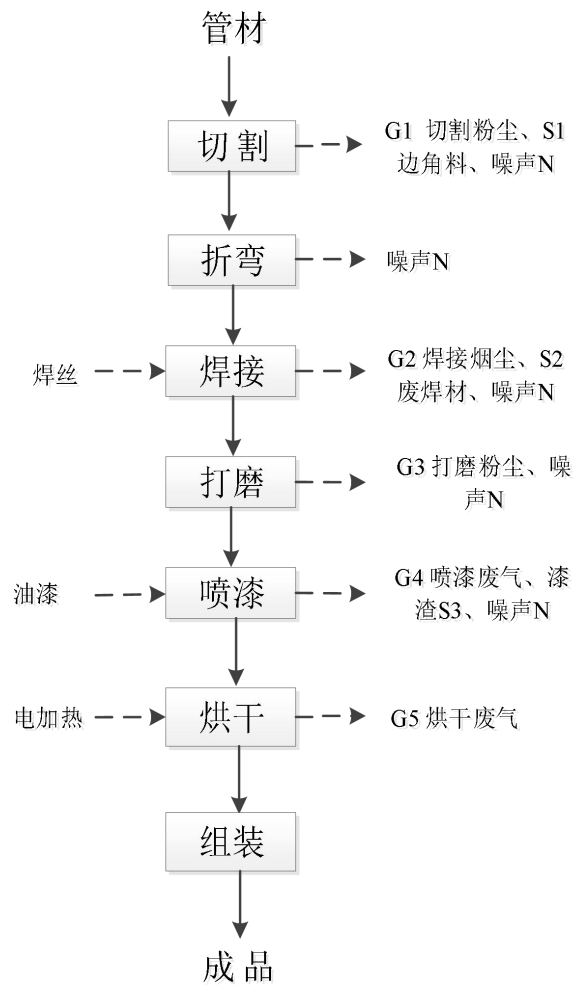 管材
切割
G1 切割粉尘、S1
边角料、噪声N
折弯
噪声N
焊丝
焊接
G2 焊接烟尘、S2
废焊材、噪声N
打磨
G3 打磨粉尘、噪
声N
油漆
喷漆
G4 喷漆废气、漆
渣S3、噪声N
电加热
烘干
G5 烘干废气
组装
成品